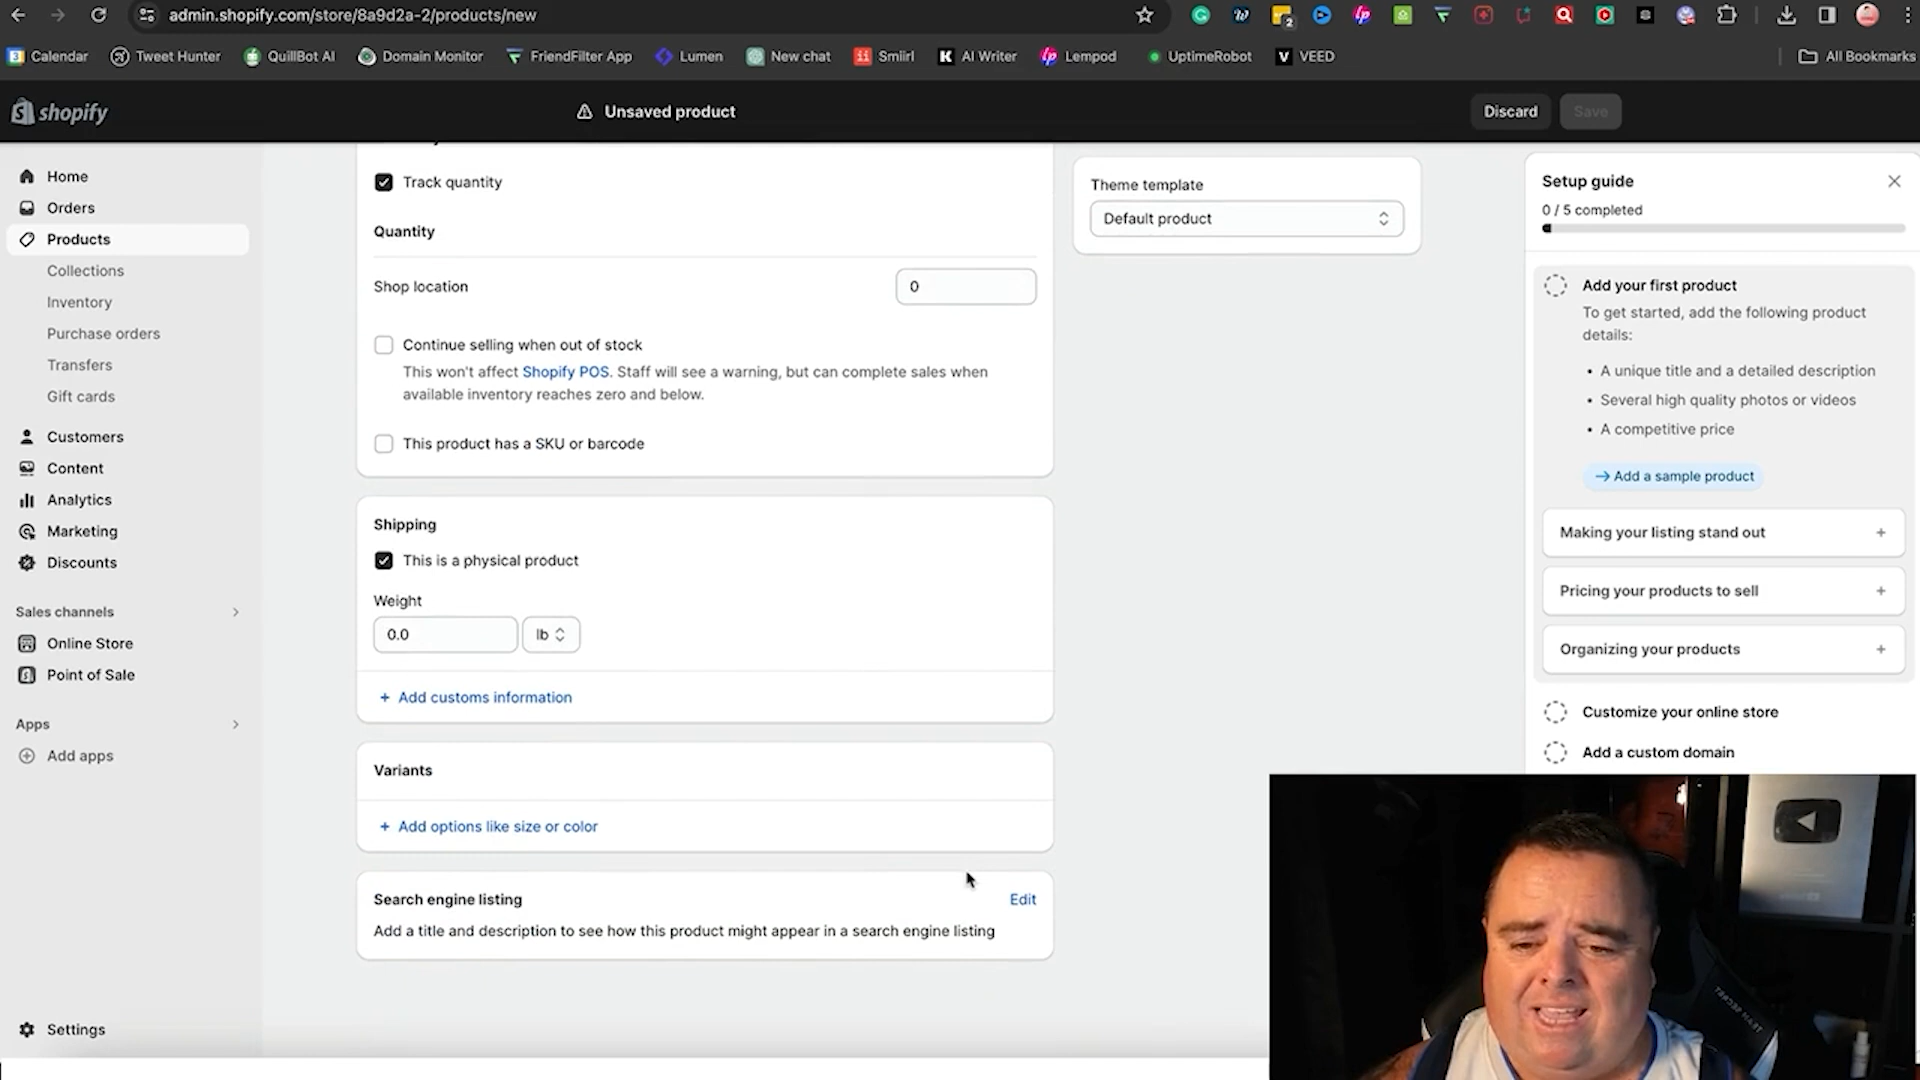 admin.shopify.com/store/8a9d2a-2/products/new
2
Calendar
Tweet Hunter
QuillBot AI
Domain Monitor
FriendFilter App
Lumen
New chat
Smiirl
AI Writer
Lempod
UptimeRobot
VEED
All Bookmarks
shopify
Unsaved product
Discard
Save
Home
Orders
Products
Collections
Inventory
Purchase orders
Transfers
Gift cards
Customers
Content
Analytics
Marketing
Discounts
Sales channels
Online Store
Point of Sale
Apps
Add apps
Settings
Track quantity
Quantity
Shop location
0
Continue selling when out of stock
This won't affect Shopify POS. Staff will see a warning, but can complete sales when
available inventory reaches zero and below.
This product has a SKU or barcode
Shipping
This is a physical product
Weight
0.0
lb
+ Add customs information
Variants
+ Add options like size or color
Search engine listing
Edit
Add a title and description to see how this product might appear in a search engine listing
Theme template
Default product
Setup guide
0 / 5 completed
Add your first product
To get started, add the following product
details:
• A unique title and a detailed description
• Several high quality photos or videos
• A competitive price
→ Add a sample product
Making your listing stand out +
Pricing your products to sell +
Organizing your products +
Customize your online store
Add a custom domain
TEAM SECRET